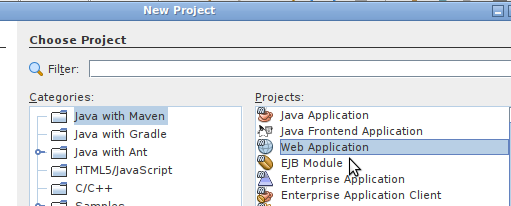 New Project
Choose Project
Filter:
Categories:
Java with Maven
Java with Gradle
Java with Ant
HTML5/JavaScript
C/C++
Samples
Projects:
Java Application
Java Frontend Application
Web Application
EJB Module
Enterprise Application
Enterprise Application Client